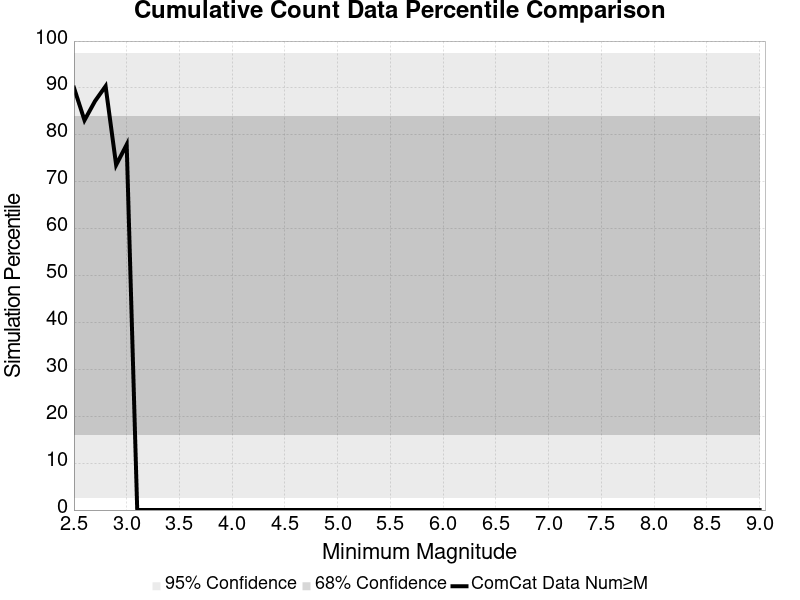 Cumulative Count Data Percentile Comparison
100
90
80
70
60
50
40
30
20
10
0
Simulation Percentile
2.5 3.0 3.5 4.0 4.5 5.0 5.5 6.0 6.5 7.0 7.5 8.0 8.5 9.0
Minimum Magnitude
95% Confidence 68% Confidence ComCat Data Num≥M